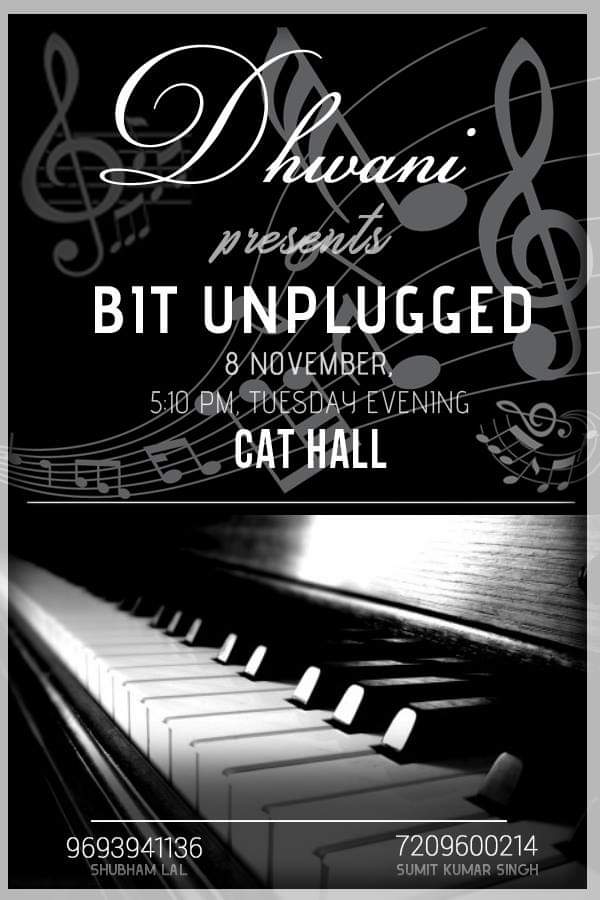 Dhwani
presents
BIT UNPLUGGED
8 NOVEMBER,
5:10 PM, TUESDAY EVENING
CAT HALL
9693941136
SHUBHAM LAL
7209600214
SUMIT KUMAR SINGH